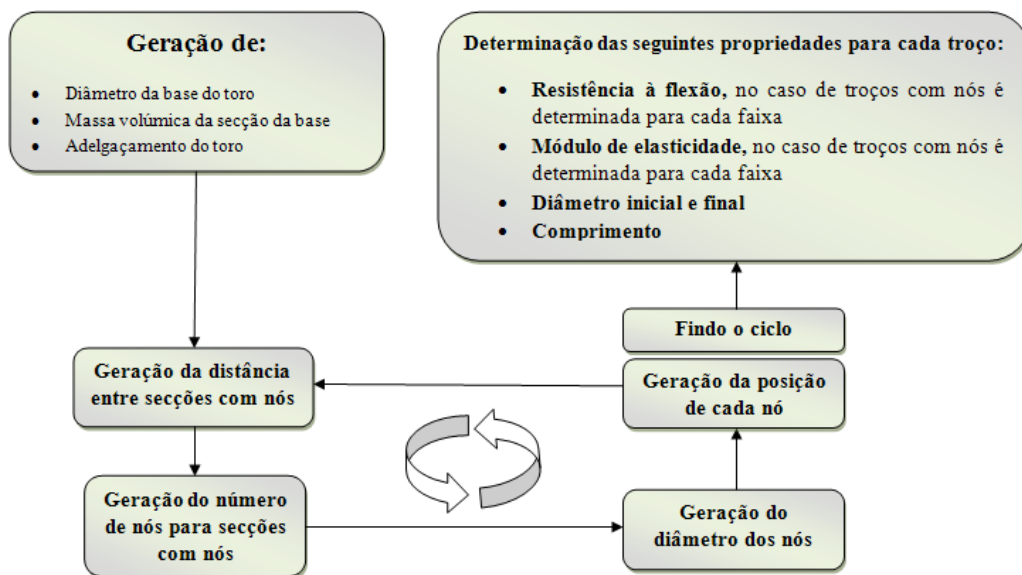 Geração de:
• Diâmetro da base do toro
• Massa volúmica da secção da base
• Adelgaçamento do toro
Determinação das seguintes propriedades para cada troço:
• Resistência à flexão, no caso de troços com nós é
determinada para cada faixa
• Módulo de elasticidade, no caso de troços com nós é
determinada para cada faixa
• Diâmetro inicial e final
• Comprimento
Findo o ciclo
Geração da distância
entre secções com nós
Geração da posição
de cada nó
Geração do número
de nós para secções
com nós
Geração do
diâmetro dos nós